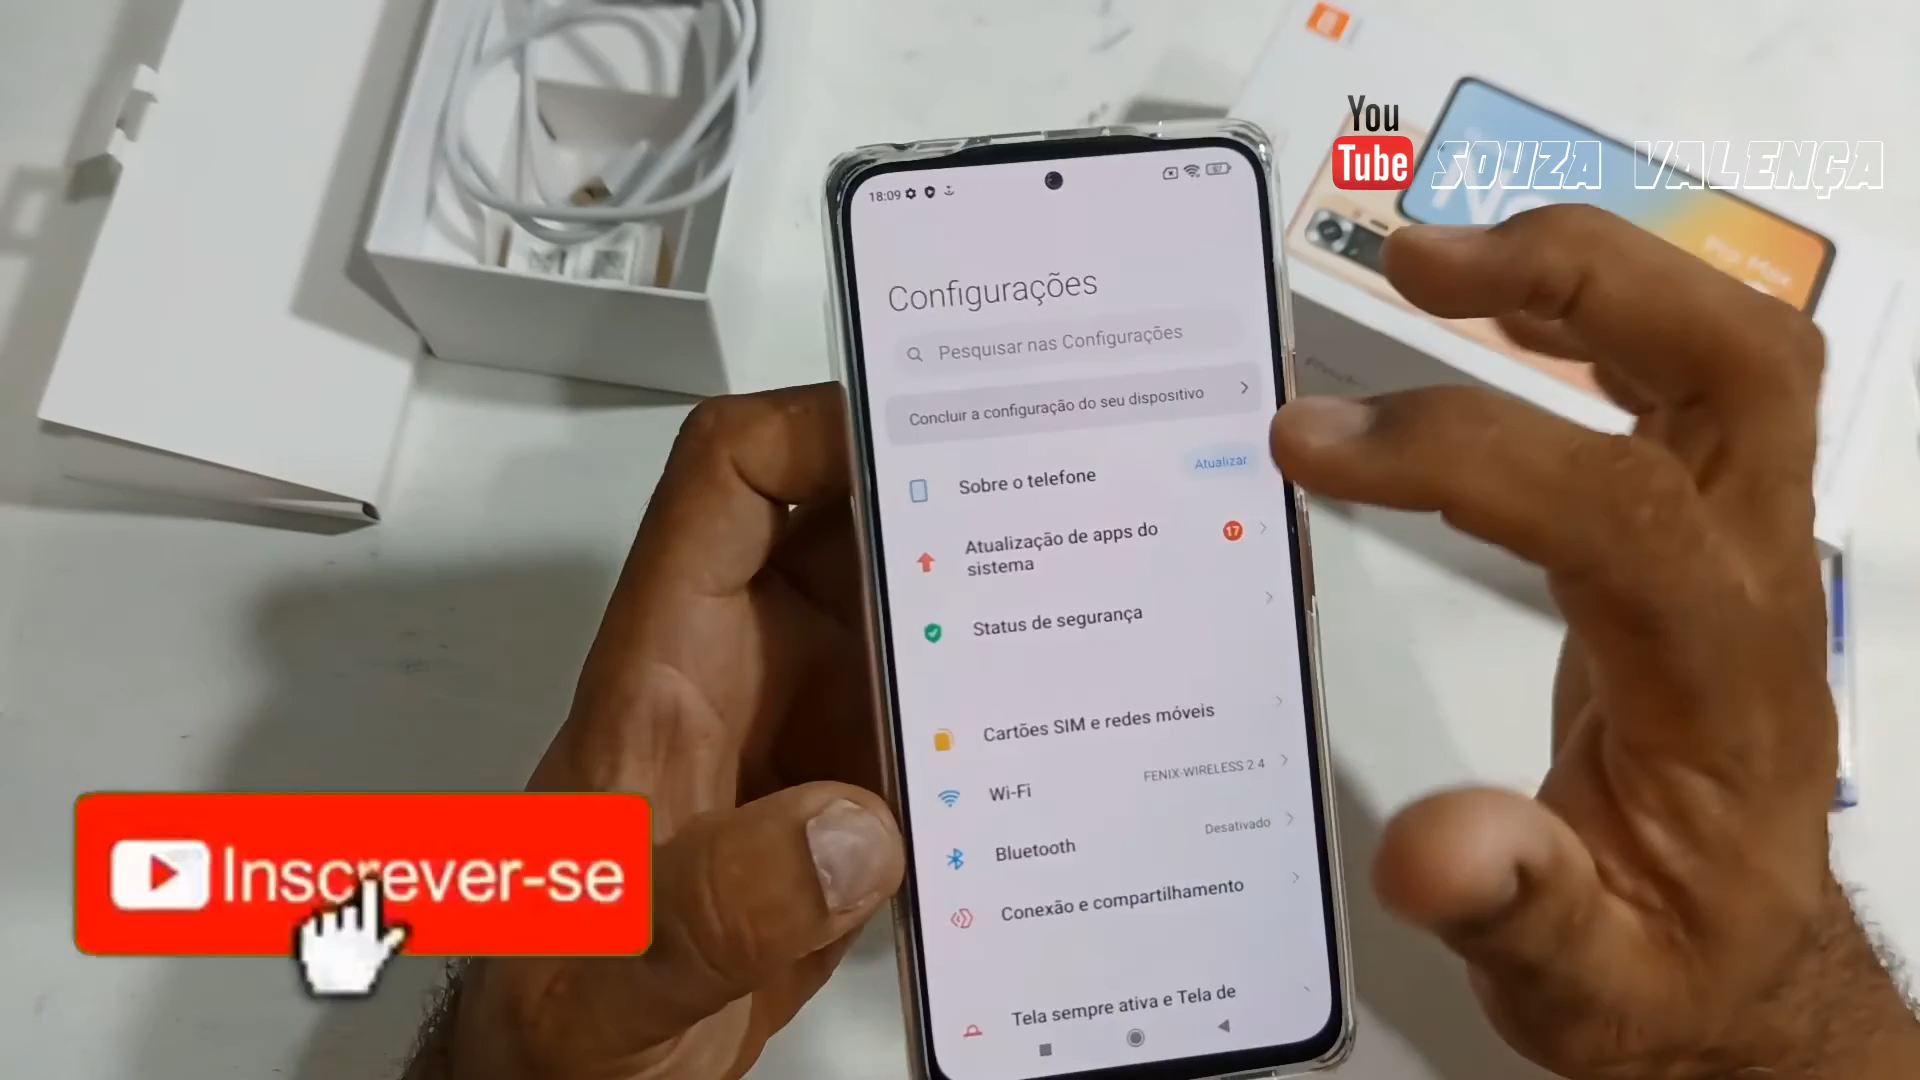 You
Tube SOUZA VALENÇA
18:09
Configurações
Pesquisar nas Configurações
Concluir a configuração do seu dispositivo
Sobre o telefone
Atualizar
Atualização de apps do
sistema
17
Status de segurança
Cartões SIM e redes móveis
Wi-Fi
FENIX-WIRELESS 2 4
Bluetooth
Desativado
Conexão e compartilhamento
Tela sempre ativa e Tela de
Inscrever-se
Pro Max